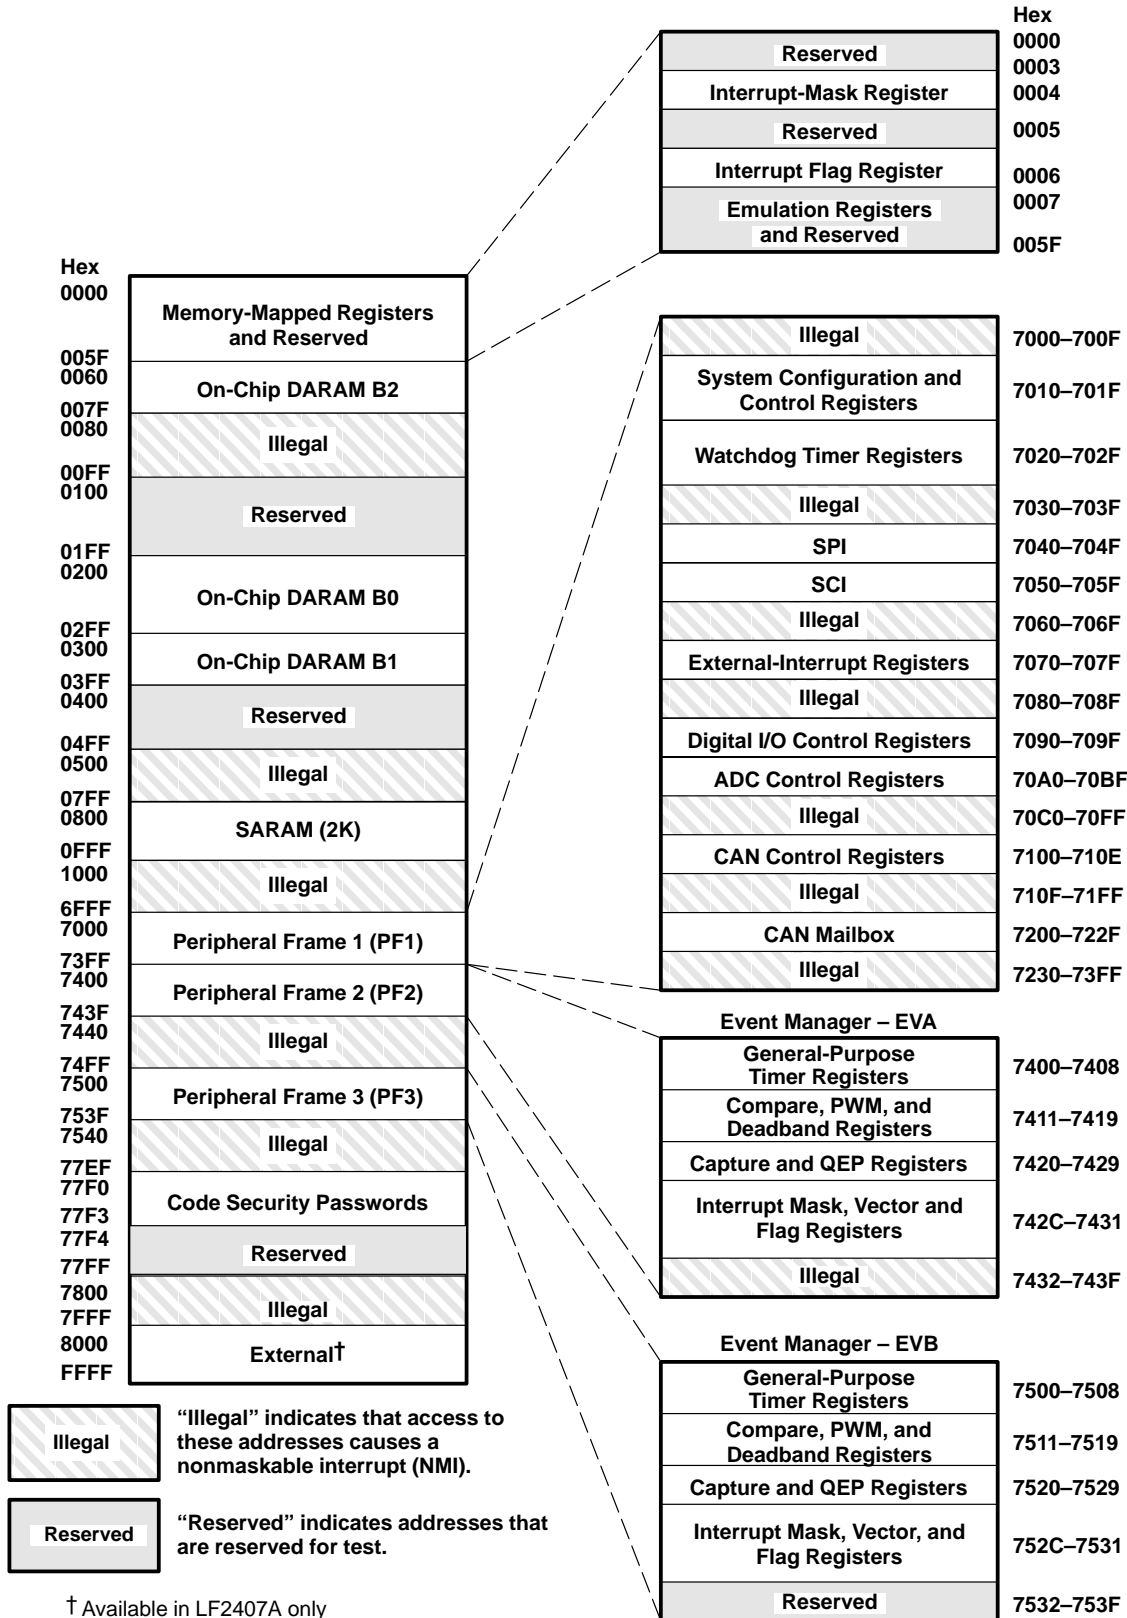 Hex
0000
Reserved
0003
Interrupt-Mask Register
0004
Reserved
0005
Interrupt Flag Register
0006
0007
Emulation Registers
and Reserved
005F
Hex
0000
Memory-Mapped Registers
and Reserved
005F
0060
On-Chip DARAM B2
007F
0080
Illegal
00FF
0100
Reserved
01FF
0200
On-Chip DARAM B0
02FF
0300
On-Chip DARAM B1
03FF
0400
Reserved
04FF
0500
Illegal
07FF
0800
SARAM (2K)
0FFF
1000
Illegal
6FFF
7000
Peripheral Frame 1 (PF1)
73FF
7400
Peripheral Frame 2 (PF2)
743F
7440
Illegal
74FF
7500
Peripheral Frame 3 (PF3)
753F
7540
Illegal
77EF
77F0
Code Security Passwords
77F3
77F4
Reserved
77FF
7800
Illegal
7FFF
8000
External†
FFFF
Illegal 7000–700F
System Configuration and
Control Registers 7010–701F
Watchdog Timer Registers 7020–702F
Illegal 7030–703F
SPI 7040–704F
SCI 7050–705F
Illegal 7060–706F
External-Interrupt Registers 7070–707F
Illegal 7080–708F
Digital I/O Control Registers 7090–709F
ADC Control Registers 70A0–70BF
Illegal 70C0–70FF
CAN Control Registers 7100–710E
Illegal 710F–71FF
CAN Mailbox 7200–722F
Illegal 7230–73FF
Event Manager – EVA
General-Purpose
Timer Registers 7400–7408
Compare, PWM, and
Deadband Registers 7411–7419
Capture and QEP Registers 7420–7429
Interrupt Mask, Vector and
Flag Registers 742C–7431
Illegal 7432–743F
Event Manager – EVB
General-Purpose
Timer Registers 7500–7508
Compare, PWM, and
Deadband Registers 7511–7519
Capture and QEP Registers 7520–7529
Interrupt Mask, Vector, and
Flag Registers 752C–7531
Reserved 7532–753F
Illegal
“Illegal” indicates that access to
these addresses causes a
nonmaskable interrupt (NMI).
Reserved
“Reserved” indicates addresses that
are reserved for test.
† Available in LF2407A only